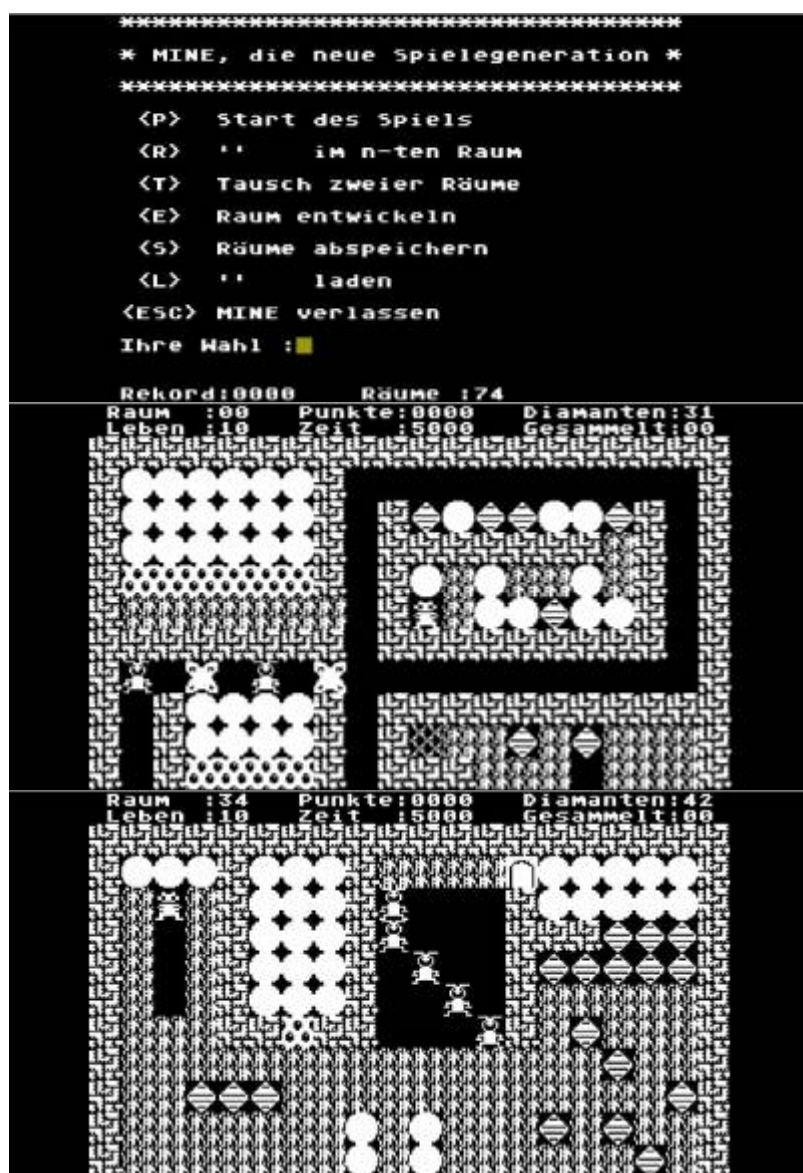 ***********************************
* MINE, die neue Spielegeneration *
***********************************
<P> Start des Spiels
<R> '' im n-ten Raum
<T> Tausch zweier Räume
<E> Raum entwickeln
<S> Räume abspeichern
<L> '' laden
<ESC> MINE verlassen
Ihre Wahl :
Rekord:0000 Räume :74
Raum :00 Punkte:0000 Diamanten:31
Leben :10 Zeit :5000 Gesammelt:00
Raum :34 Punkte:0000 Diamanten:42
Leben :10 Zeit :5000 Gesammelt:00